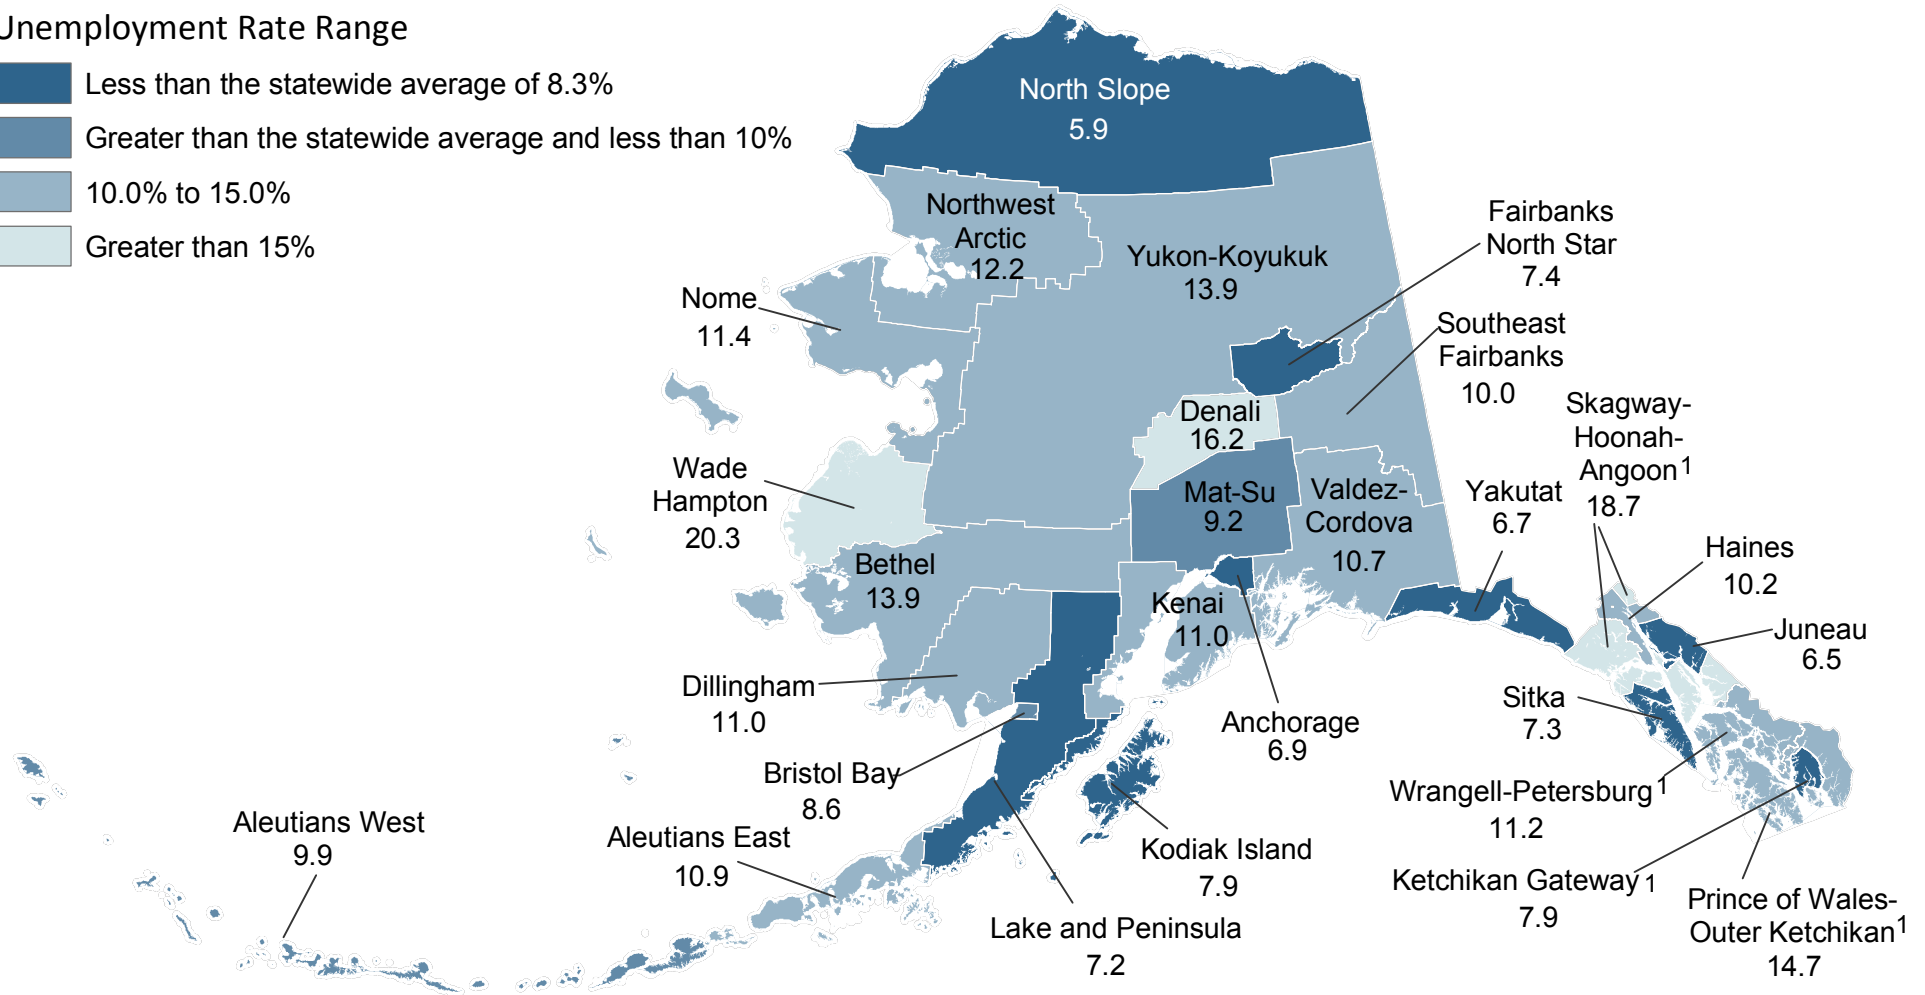 Unemployment Rate Range
Less than the statewide average of 8.3%
Greater than the statewide average and less than 10%
10.0% to 15.0%
Greater than 15%
North Slope
5.9
Northwest
Arctic
12.2
Yukon-Koyukuk
13.9
Fairbanks
North Star
7.4
Nome
11.4
Southeast
Fairbanks
10.0
Denali
16.2
Skagway-
Hoonah-
Angoon1
18.7
Wade
Hampton
20.3
Mat-Su
9.2
Valdez-
Cordova
10.7
Yakutat
6.7
Haines
10.2
Bethel
13.9
Kenai
11.0
Juneau
6.5
Dillingham
11.0
Sitka
7.3
Anchorage
6.9
Bristol Bay
8.6
Wrangell-Petersburg1
11.2
Aleutians West
9.9
Aleutians East
10.9
Kodiak Island
7.9
Ketchikan Gateway1
7.9
Prince of Wales-
Outer Ketchikan1
14.7
Lake and Peninsula
7.2